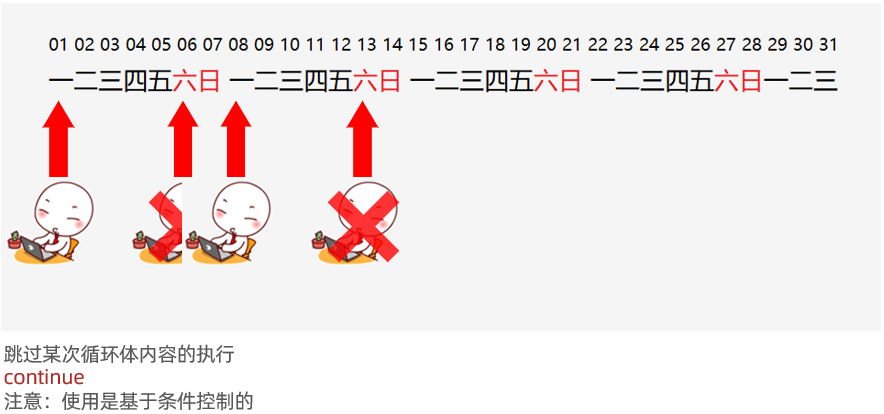 01 02 03 04 05 06 07 08 09 10 11 12 13 14 15 16 17 18 19 20 21 22 23 24 25 26 27 28 29 30 31
一二三四五六日 一二三四五六日 一二三四五六日 一二三四五六日一二三
跳过某次循环体内容的执行
continue
注意：使用是基于条件控制的